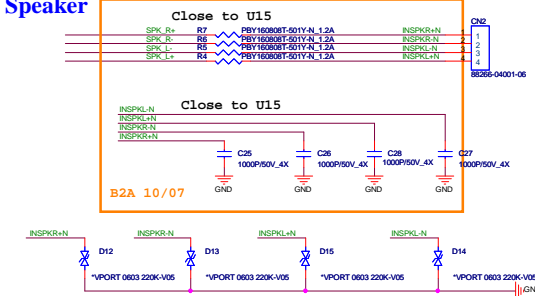 Speaker
Close to U15
SPK_R+ R7 PBY160808T-501Y-N_1.2A INSPKR+N 1
SPK_R- R6 PBY160808T-501Y-N_1.2A INSPKR-N 2
SPK_L- R5 PBY160808T-501Y-N_1.2A INSPKL-N 3
SPK_L+ R4 PBY160808T-501Y-N_1.2A INSPKL+N 4
CN2
1
2
3
4
88266-04001-06
Close to U15
INSPKL-N
INSPKL+N
INSPKR-N
INSPKR+N
C25 C26 C28 C27
1000P/50V_4X 1000P/50V_4X 1000P/50V_4X 1000P/50V_4X
GND GND GND GND
B2A 10/07
INSPKR+N INSPKR-N INSPKL+N INSPKL-N
D12 D13 D15 D14
*VPORT 0603 220K-V05 *VPORT 0603 220K-V05 *VPORT 0603 220K-V05 *VPORT 0603 220K-V05